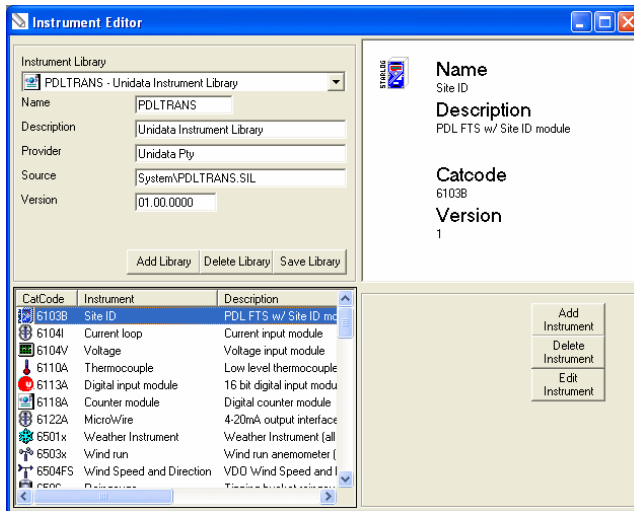 Instrument Editor
Instrument Library
PDLTRANS - Unidata Instrument Library
Name PDLTRANS
Description Unidata Instrument Library
Provider Unidata Pty
Source System\PDLTRANS.SIL
Version 01.00.0000
Add Library Delete Library Save Library
STARLOG
Name
Site ID
Description
PDL FTS w/ Site ID module
Catcode
6103B
Version
1
CatCode Instrument Description
6103B Site ID PDL FTS w/ Site ID mo
6104I Current loop Current input module
6104V Voltage Voltage input module
6110A Thermocouple Low level thermocouple
6113A Digital input module 16 bit digital input modu
6118A Counter module Digital counter module
6122A MicroWire 4-20mA output interface
6501x Weather Instrument Weather Instrument (all
6503x Wind run Wind run anemometer (
6504FS Wind Speed and Direction VDO Wind Speed and
Add
Instrument
Delete
Instrument
Edit
Instrument